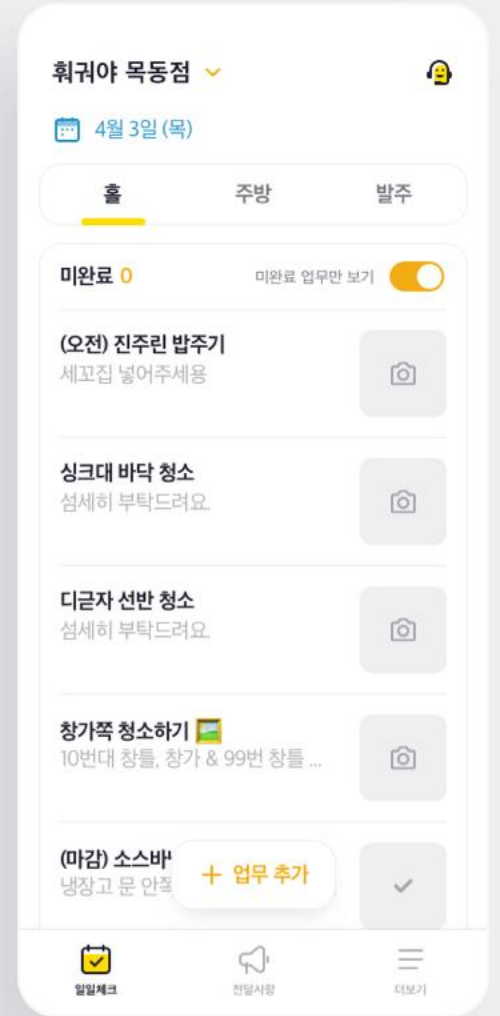 훠궈야 목동점
4월 3일 (목)
홀 주방 발주
미완료 0 미완료 업무만 보기
(오전) 진주린 밥주기
세꼬집 넣어주세용
싱크대 바닥 청소
섬세히 부탁드려요.
디귿자 선반 청소
섬세히 부탁드려요.
창가쪽 청소하기
10번대 창틀, 창가 & 99번 창틀 ...
(마감) 소스바
냉장고 문 안쪽
+ 업무 추가
일일체크 전달사항 더보기